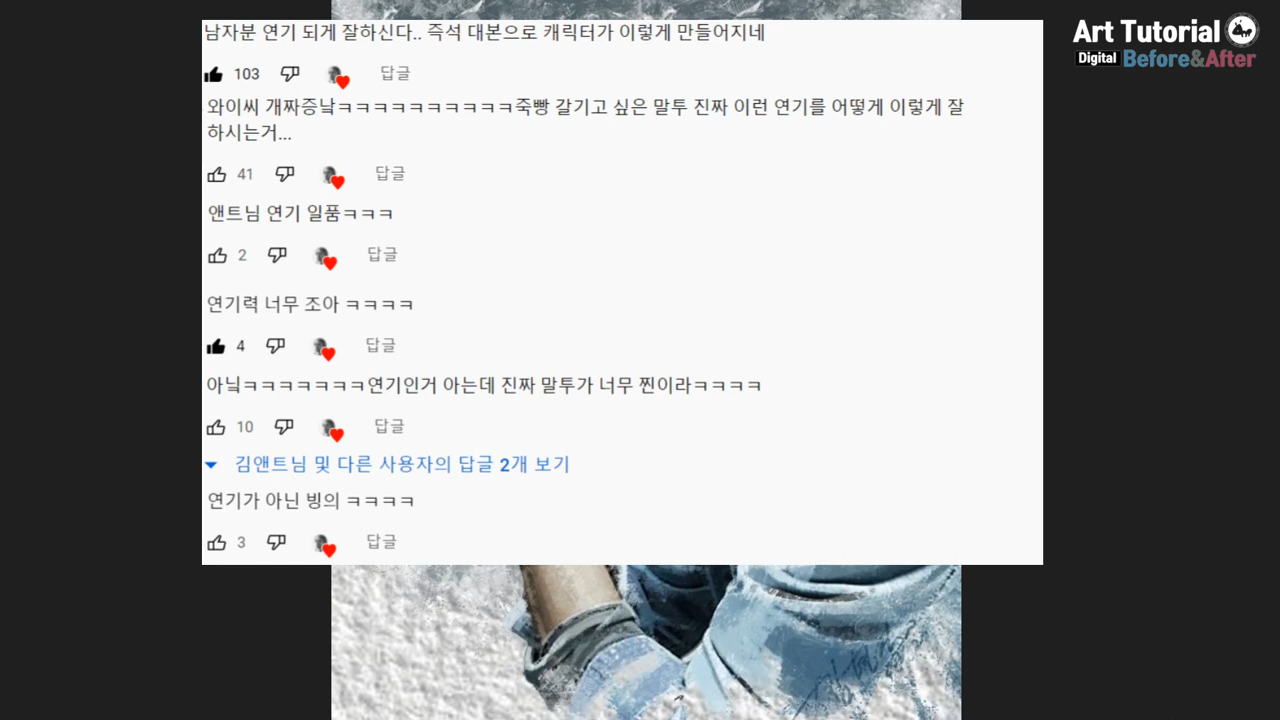 Art Tutorial
Digital Before&After
남자분 연기 되게 잘하신다.. 즉석 대본으로 캐릭터가 이렇게 만들어지네
103 답글
와이씨 개짜증낰ㅋㅋㅋㅋㅋㅋㅋㅋㅋㅋ죽빵 갈기고 싶은 말투 진짜 이런 연기를 어떻게 이렇게 잘
하시는거...
41 답글
앤트님 연기 일품ㅋㅋㅋ
2 답글
연기력 너무 조아 ㅋㅋㅋㅋ
4 답글
아닠ㅋㅋㅋㅋㅋㅋㅋ연기인거 아는데 진짜 말투가 너무 찐이라ㅋㅋㅋㅋ
10 답글
김앤트님 및 다른 사용자의 답글 2개 보기
연기가 아닌 빙의 ㅋㅋㅋㅋ
3 답글